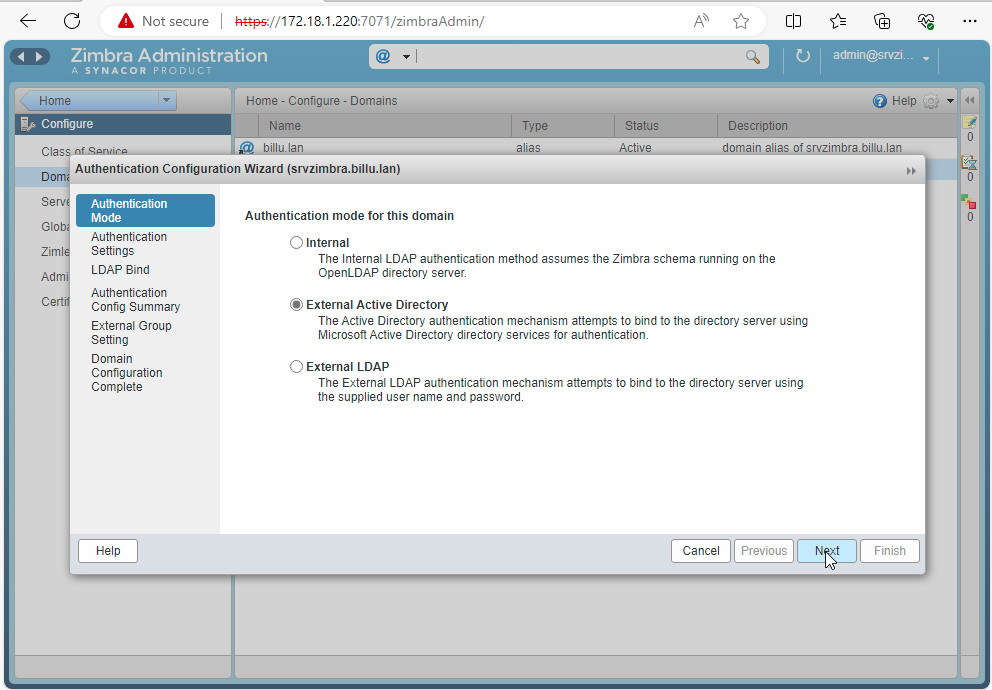 Not secure https://172.18.1.220:7071/zimbraAdmin/
Zimbra Administration
A SYNACOR PRODUCT
@
admin@srvzi...
Home
Home - Configure - Domains
Help
Configure
Name Type Status Description
Class of Service
@ billu.lan alias Active domain alias of srvzimbra.billu.lan
0
0
0
Authentication Configuration Wizard (srvzimbra.billu.lan)
Authentication
Mode
Authentication
Settings
LDAP Bind
Authentication
Config Summary
External Group
Setting
Domain
Configuration
Complete
Authentication mode for this domain
Internal
The Internal LDAP authentication method assumes the Zimbra schema running on the
OpenLDAP directory server.
External Active Directory
The Active Directory authentication mechanism attempts to bind to the directory server using
Microsoft Active Directory directory services for authentication.
External LDAP
The External LDAP authentication mechanism attempts to bind to the directory server using
the supplied user name and password.
Help
Cancel Previous Next Finish